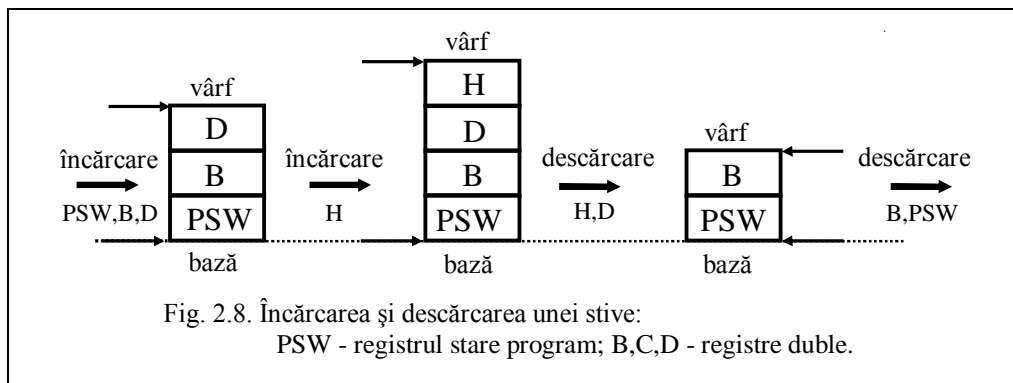 vârf
D
B
PSW
bază
încărcare
PSW,B,D
încărcare
H
vârf
H
D
B
PSW
bază
descărcare
H,D
vârf
B
PSW
bază
descărcare
B,PSW
Fig. 2.8. Încărcarea şi descărcarea unei stive:
PSW - registrul stare program; B,C,D - registre duble.